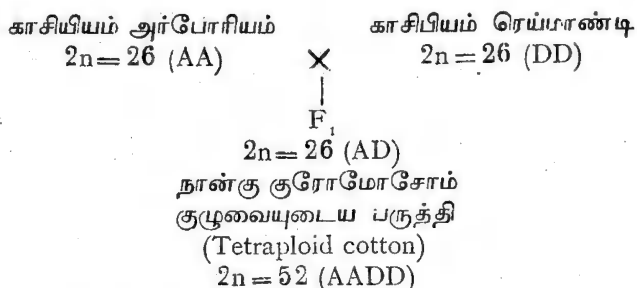 காசியியம் அர்போரியம் காசிபியம் ரெய்மாண்டி
2n = 26 (AA) × 2n = 26 (DD)
F₁
2n = 26 (AD)
நான்கு குரோமோசோம்
குழுவையுடைய பருத்தி
(Tetraploid cotton)
2n = 52 (AADD)